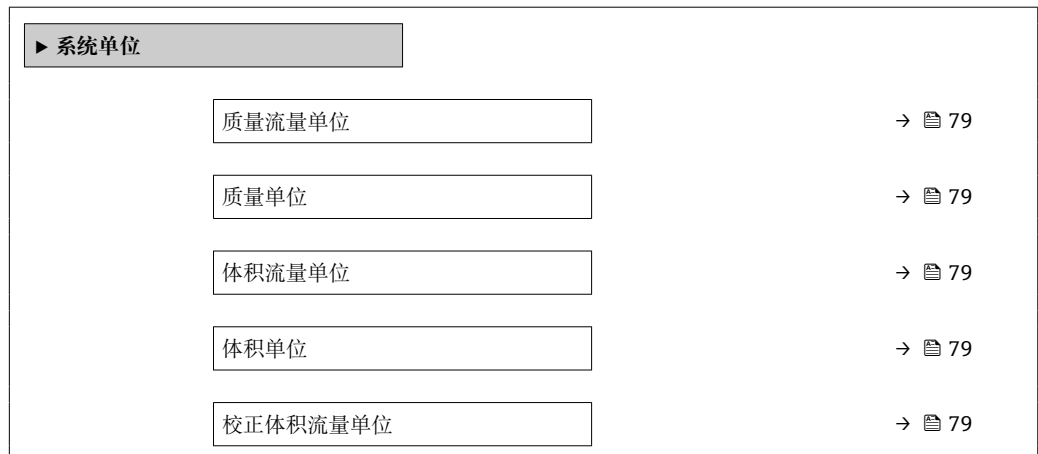 ▶ 系统单位
质量流量单位 → 🖺 79
质量单位 → 🖺 79
体积流量单位 → 🖺 79
体积单位 → 🖺 79
校正体积流量单位 → 🖺 79